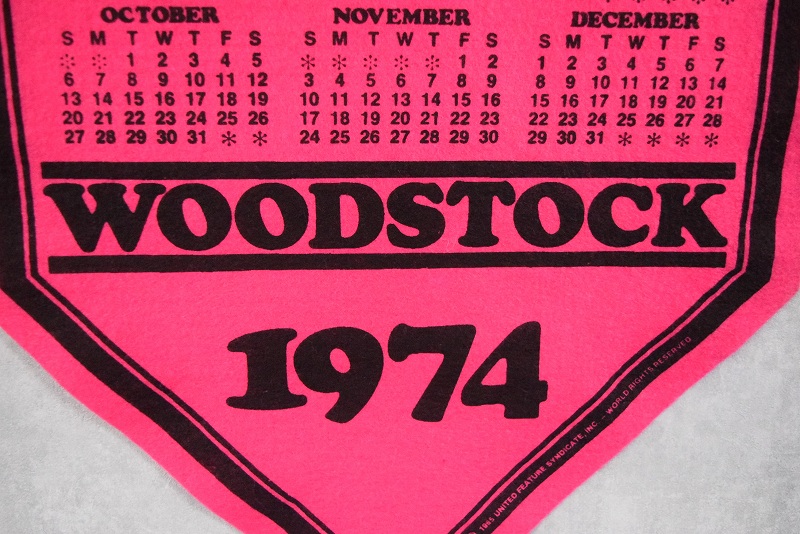 OCTOBER NOVEMBER DECEMBER
S M T W T F S S M T W T F S S M T W T F S
* * 1 2 3 4 5 * * * * * 1 2 1 2 3 4 5 6 7
6 7 8 9 10 11 12 3 4 5 6 7 8 9 8 9 10 11 12 13 14
13 14 15 16 17 18 19 10 11 12 13 14 15 16 15 16 17 18 19 20 21
20 21 22 23 24 25 26 17 18 19 20 21 22 23 22 23 24 25 26 27 28
27 28 29 30 31 * * 24 25 26 27 28 29 30 29 30 31 * * * *
WOODSTOCK
1974
© 1965 UNITED FEATURE SYNDICATE, INC. – WORLD RIGHTS RESERVED